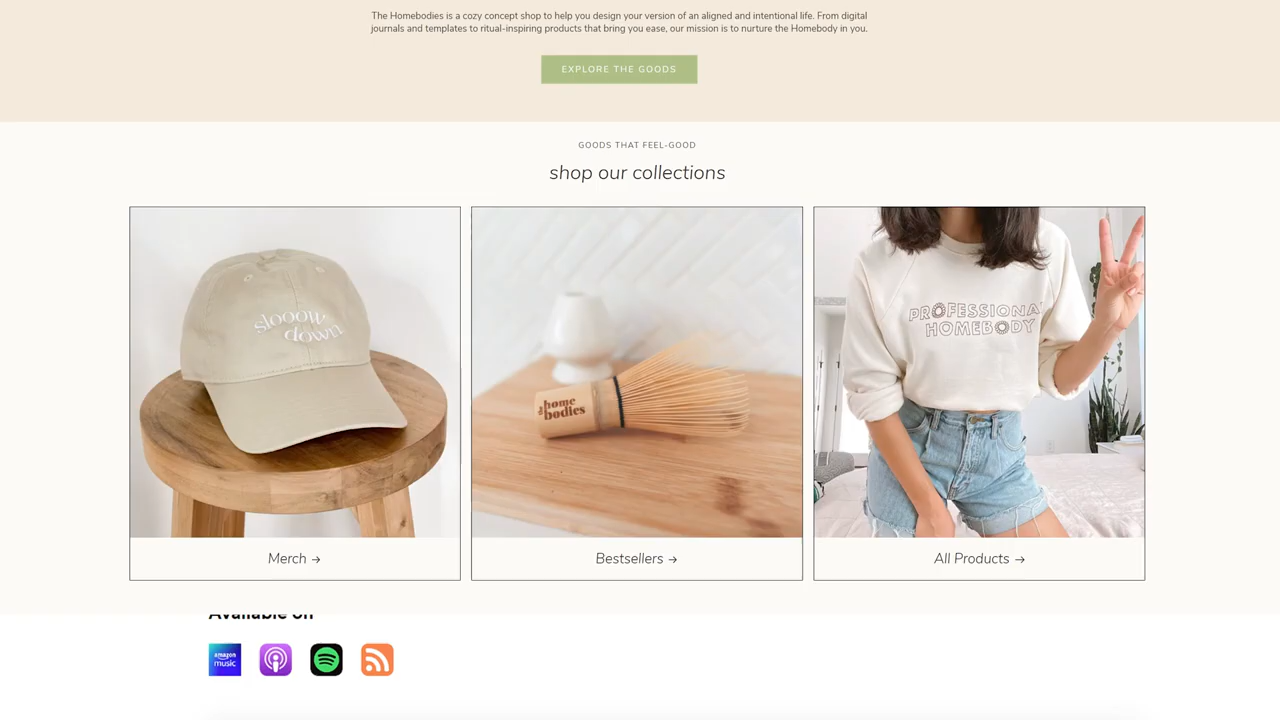 The Homebodies is a cozy concept shop to help you design your version of an aligned and intentional life. From digital
journals and templates to ritual-inspiring products that bring you ease, our mission is to nurture the Homebody in you.
EXPLORE THE GOODS
GOODS THAT FEEL-GOOD
shop our collections
slooow
down
the home
bodies
PROFESSIONAL
HOMEBODY
Merch →
Bestsellers →
All Products →
Available on
amazon
music